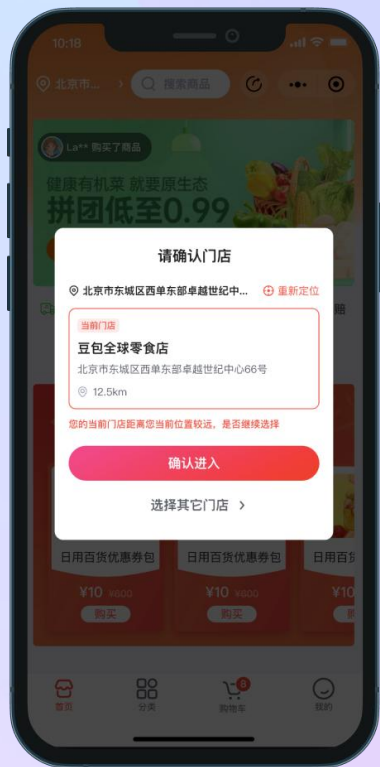 10:18
北京市...
搜索商品
La** 购买了商品
健康有机菜 就要原生态
拼团低至0.99
请确认门店
北京市东城区西单东部卓越世纪中...
重新定位
当前门店
豆包全球零食店
北京市东城区西单东部卓越世纪中心66号
12.5km
您的当前门店距离您当前位置较远，是否继续选择
确认进入
选择其它门店
日用百货优惠券包
日用百货优惠券包
日用百货
¥10 ¥600
¥10 ¥600
¥10
购买
购买
首页
分类
8
购物车
我的